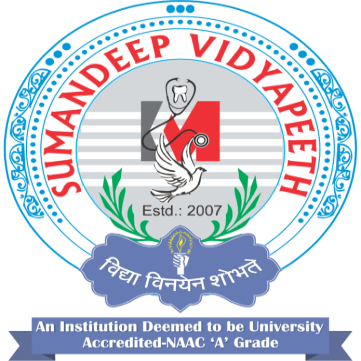 SUMANDEEP VIDYAPEETH
Estd.: 2007
विद्या विनयेन शोभते
An Institution Deemed to be University
Accredited-NAAC ‘A’ Grade